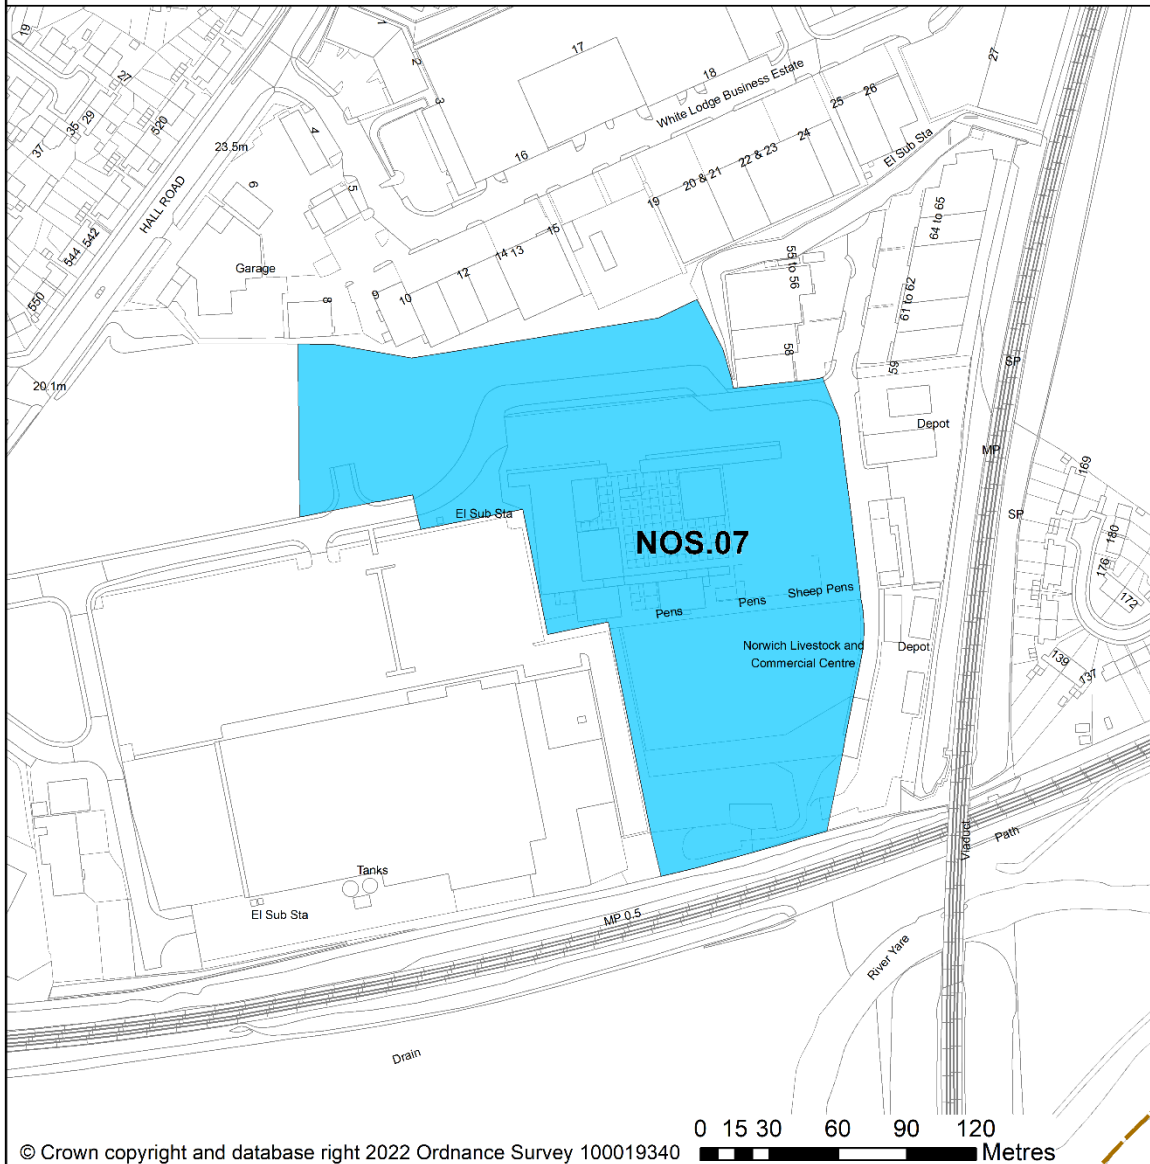 19
27
29
35
37
520
HALL ROAD
542
544
550
23.5m
20.1m
6
4
5
1
2
3
17
18
White Lodge Business Estate
16
27
25
26
24
22 & 23
20 & 21
19
El Sub Sta
15
14
13
12
10
9
8
Garage
55 to 56
58
64 to 65
61 to 62
59
SP
MP
SP
Depot
169
180
176
172
139
137
El Sub Sta
NOS.07
Pens
Pens
Sheep Pens
Norwich Livestock and
Commercial Centre
Depot
Tanks
El Sub Sta
MP 0.5
Viaduct
Path
River Yare
Drain
© Crown copyright and database right 2022 Ordnance Survey 100019340
0 15 30 60 90 120
Metres